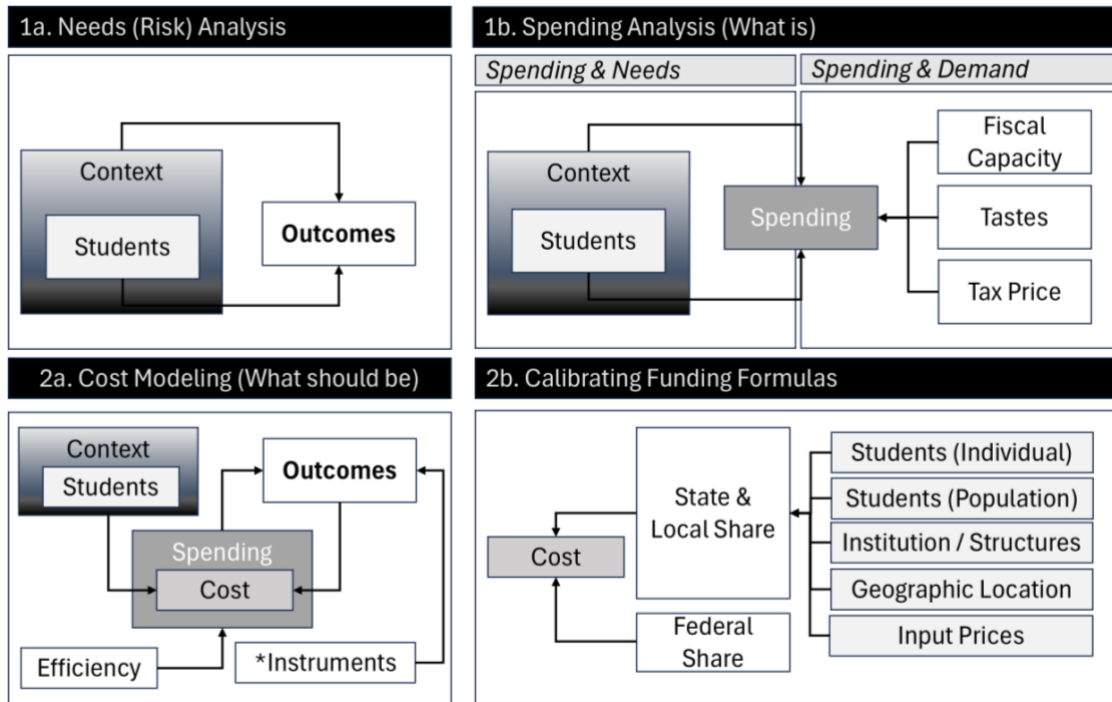 1a. Needs (Risk) Analysis
Context
Students
Outcomes
1b. Spending Analysis (What is)
Spending & Needs
Spending & Demand
Context
Students
Spending
Fiscal
Capacity
Tastes
Tax Price
2a. Cost Modeling (What should be)
Context
Students
Outcomes
Spending
Cost
Efficiency
*Instruments
2b. Calibrating Funding Formulas
Cost
State &
Local Share
Federal
Share
Students (Individual)
Students (Population)
Institution / Structures
Geographic Location
Input Prices